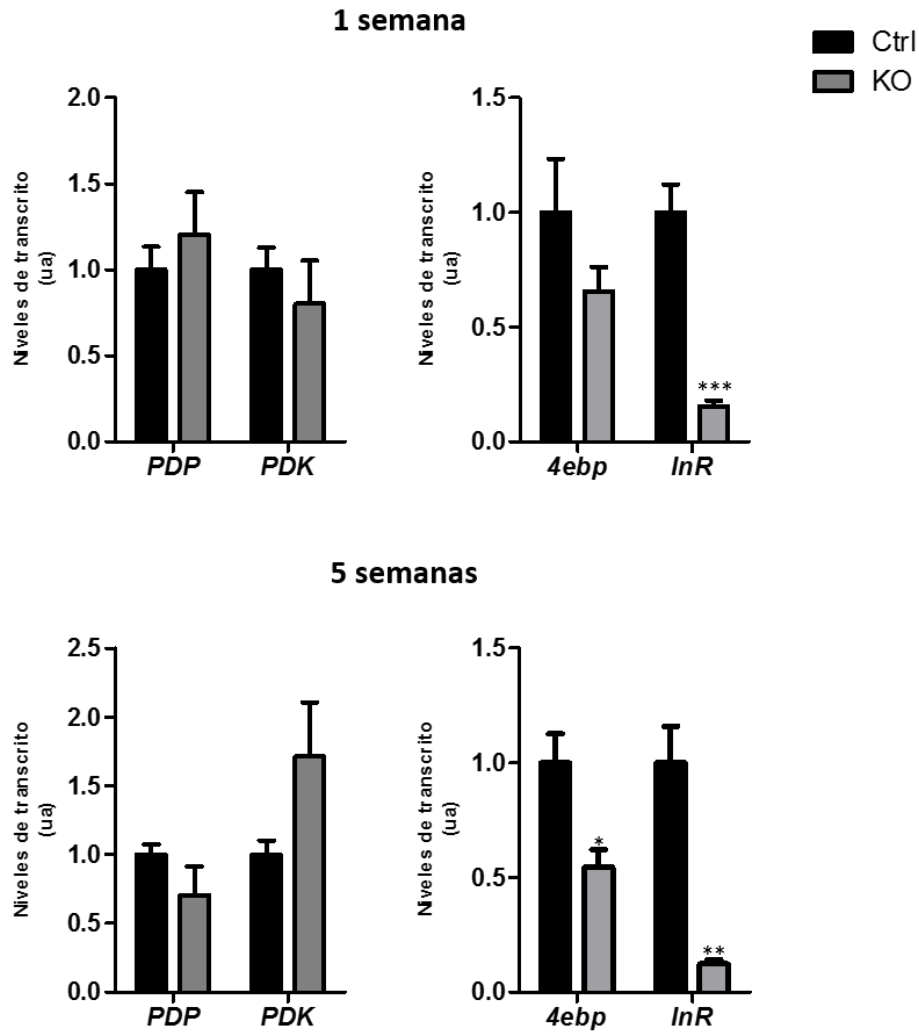 1 semana
Ctrl
KO
Niveles de transcrito
(ua)
2.0
1.5
1.0
0.5
0.0
PDP PDK
Niveles de transcrito
(ua)
1.5
1.0
0.5
0.0
***
4ebp InR
5 semanas
Niveles de transcrito
(ua)
2.5
2.0
1.5
1.0
0.5
0.0
PDP PDK
Niveles de transcrito
(ua)
1.5
1.0
0.5
0.0
*
**
4ebp InR